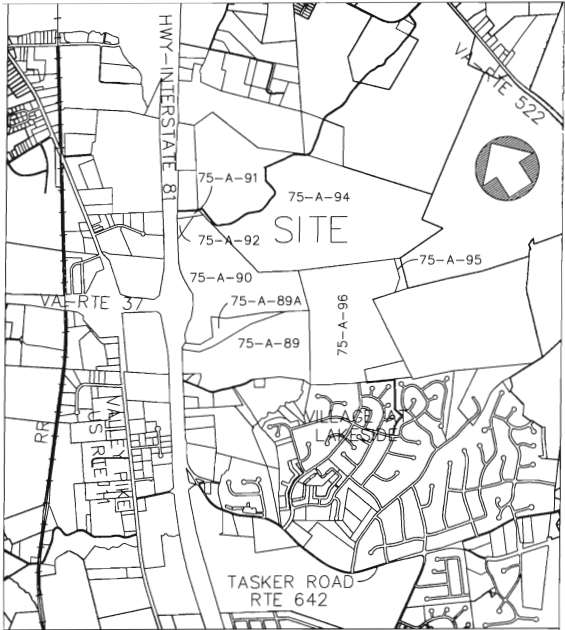 HWY-INTERSTATE 81
VA-RTE 522
75-A-91
75-A-94
SITE
75-A-92
75-A-95
75-A-90
VA-RTE 37
75-A-89A
75-A-96
75-A-89
VILLAGE AT
LAKESIDE
VALLEY PIKE
US RTE 11
RR
TASKER ROAD
RTE 642